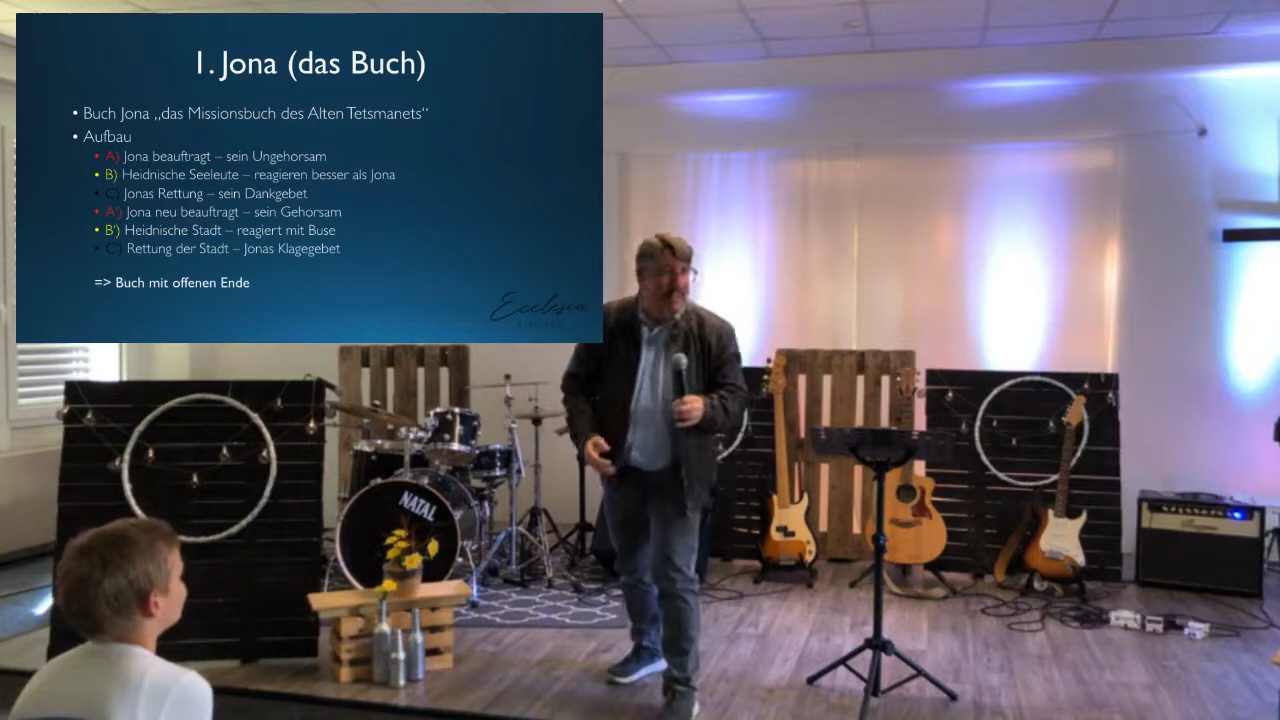 1. Jona (das Buch)
• Buch Jona „das Missionsbuch des Alten Tetsmanets“
• Aufbau
• A) Jona beauftragt – sein Ungehorsam
• B) Heidnische Seeleute – reagieren besser als Jona
• C) Jonas Rettung – sein Dankgebet
• A') Jona neu beauftragt – sein Gehorsam
• B') Heidnische Stadt – reagiert mit Buse
• C') Rettung der Stadt – Jonas Klagegebet
=> Buch mit offenen Ende
Ecclesia
NATAL